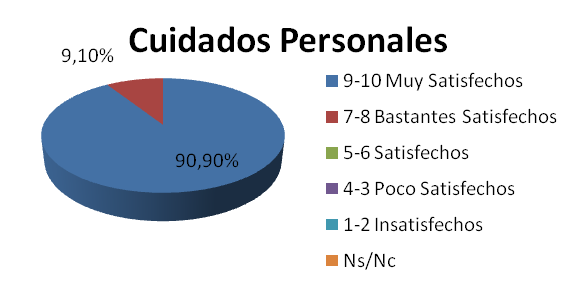 Cuidados Personales
9,10%
90,90%
9-10 Muy Satisfechos
7-8 Bastantes Satisfechos
5-6 Satisfechos
4-3 Poco Satisfechos
1-2 Insatisfechos
Ns/Nc